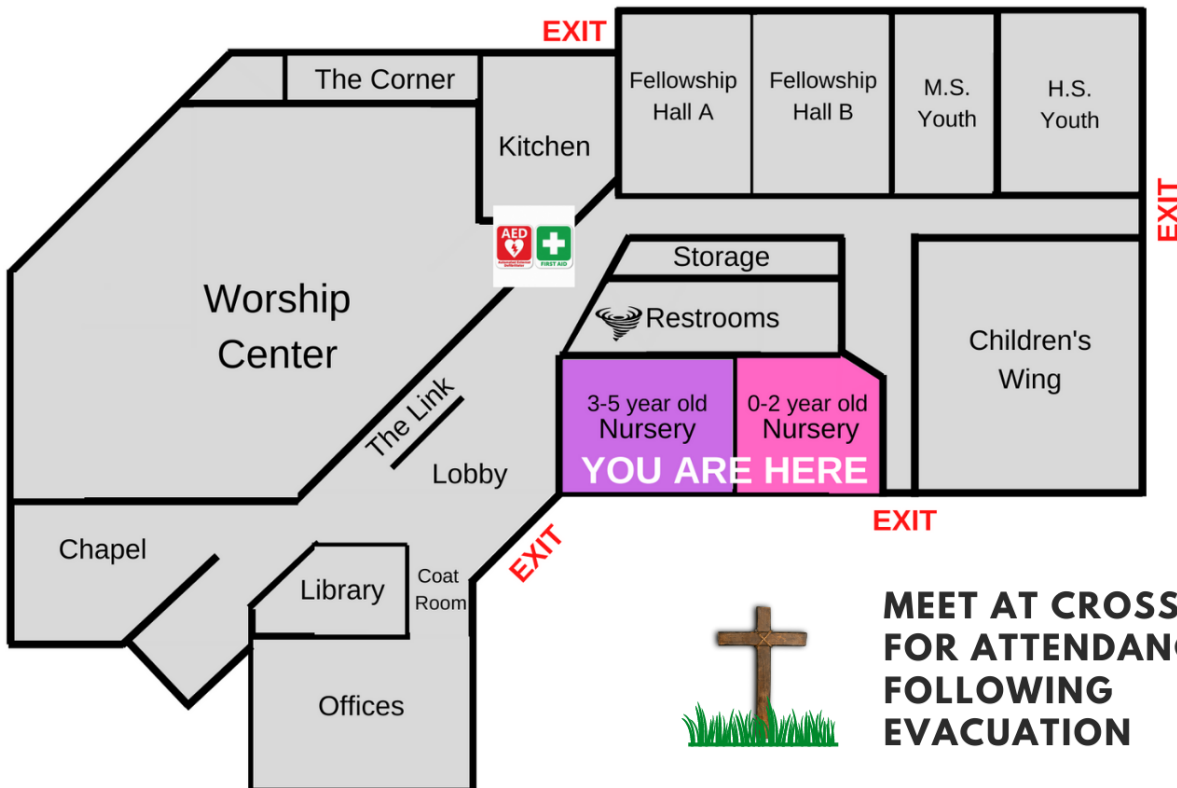 EXIT
The Corner
Kitchen
Fellowship
Hall A
Fellowship
Hall B
M.S.
Youth
H.S.
Youth
EXIT
AED
FIRST AID
Worship
Center
Storage
Restrooms
Children's
Wing
The Link
Lobby
3-5 year old
Nursery
0-2 year old
Nursery
YOU ARE HERE
EXIT
EXIT
Chapel
Library
Coat
Room
Offices
MEET AT CROSS
FOR ATTENDANC
FOLLOWING
EVACUATION